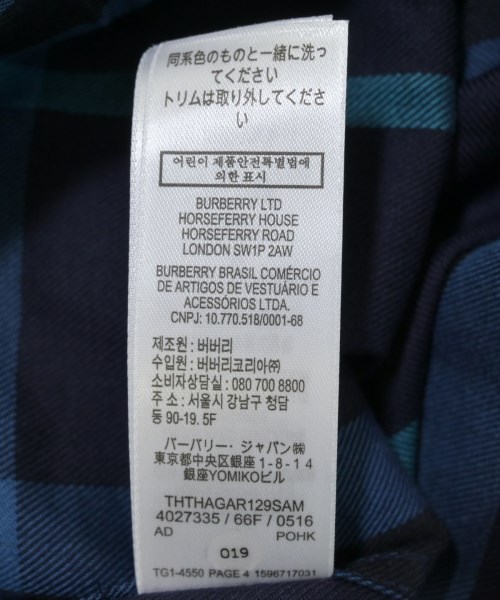 同系色のものと一緒に洗っ
てください
トリムは取り外してくださ
い
어린이 제품안전특별법에
의한 표시
BURBERRY LTD
HORSEFERRY HOUSE
HORSEFERRY ROAD
LONDON SW1P 2AW
BURBERRY BRASIL COMÉRCIO
DE ARTIGOS DE VESTUÁRIO E
ACESSÓRIOS LTDA.
CNPJ: 10.770.518/0001-68
제조원 : 버버리
수입원 : 버버리코리아㈜
소비자상담실 : 080 700 8800
주 소 : 서울시 강남구 청담
동 90-19. 5F
バーバリー・ジャパン㈱
東京都中央区銀座1-8-14
銀座YOMIKOビル
THTHAGAR129SAM
4027335 / 66F / 0516
AD POHK
019
TG1-4550 PAGE 4 1596717031